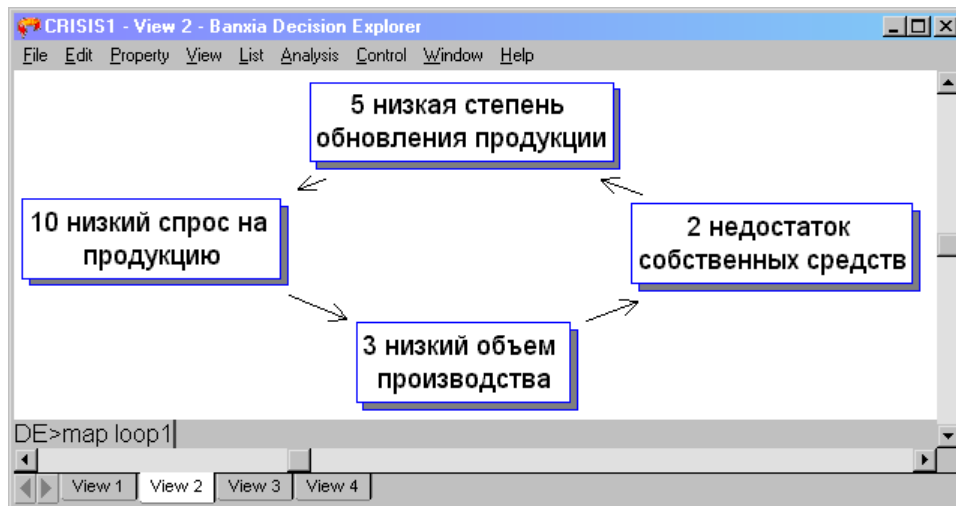 CRISIS1 - View 2 - Banxia Decision Explorer
File Edit Property View List Analysis Control Window Help
5 низкая степень
обновления продукции
10 низкий спрос на
продукцию
2 недостаток
собственных средств
3 низкий объем
производства
DE>map loop1
View 1 View 2 View 3 View 4